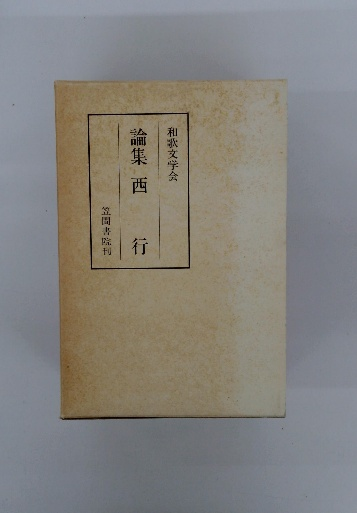 和歌文学会
論集 西行
笠間書院刊